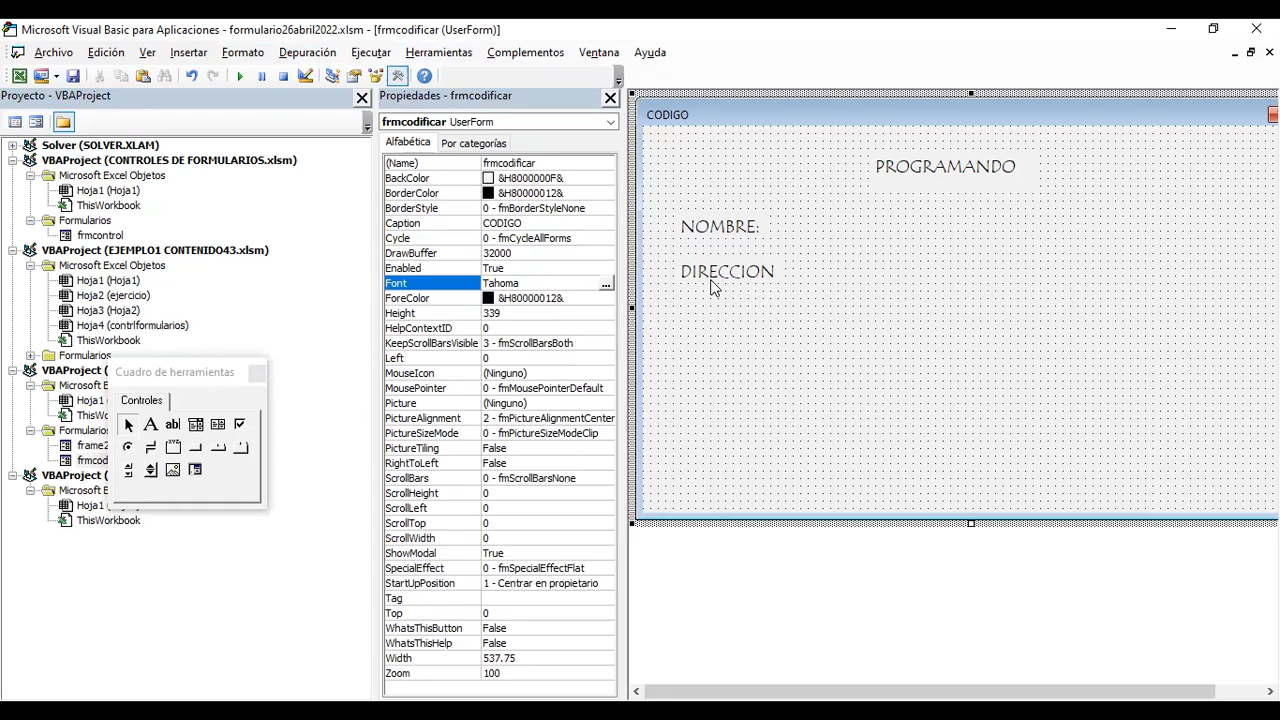 Microsoft Visual Basic para Aplicaciones - formulario26abril2022.xlsm - [frmcodificar (UserForm)]
Archivo Edición Ver Insertar Formato Depuración Ejecutar Herramientas Complementos Ventana Ayuda
Proyecto - VBAProject
Solver (SOLVER.XLAM)
VBAProject (CONTROLES DE FORMULARIOS.xlsm)
Microsoft Excel Objetos
Hoja1 (Hoja1)
ThisWorkbook
Formularios
frmcontrol
VBAProject (EJEMPLO1 CONTENIDO43.xlsm)
Microsoft Excel Objetos
Hoja1 (Hoja1)
Hoja2 (ejercicio)
Hoja3 (Hoja2)
Hoja4 (contrlformularios)
ThisWorkbook
Formularios
VBAProject (
Microsoft E
Hoja1 (
ThisWo
Formularios
frame2
frmcod
VBAProject (
Microsoft E
Hoja1 (
ThisWorkbook
Cuadro de herramientas
Controles
A
ab
Propiedades - frmcodificar
frmcodificar UserForm
Alfabética Por categorías
(Name) frmcodificar
BackColor &H8000000F&
BorderColor &H80000012&
BorderStyle 0 - fmBorderStyleNone
Caption CODIGO
Cycle 0 - fmCycleAllForms
DrawBuffer 32000
Enabled True
Font Tahoma ...
ForeColor &H80000012&
Height 339
HelpContextID 0
KeepScrollBarsVisible 3 - fmScrollBarsBoth
Left 0
MouseIcon (Ninguno)
MousePointer 0 - fmMousePointerDefault
Picture (Ninguno)
PictureAlignment 2 - fmPictureAlignmentCenter
PictureSizeMode 0 - fmPictureSizeModeClip
PictureTiling False
RightToLeft False
ScrollBars 0 - fmScrollBarsNone
ScrollHeight 0
ScrollLeft 0
ScrollTop 0
ScrollWidth 0
ShowModal True
SpecialEffect 0 - fmSpecialEffectFlat
StartUpPosition 1 - Centrar en propietario
Tag
Top 0
WhatsThisButton False
WhatsThisHelp False
Width 537.75
Zoom 100
CODIGO
PROGRAMANDO
NOMBRE:
DIRECCION